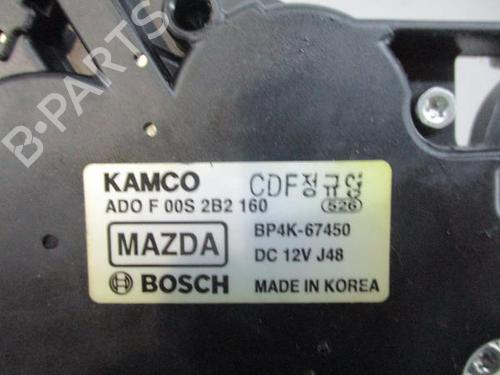 B-PARTS
KAMCO CDF정규업
ADO F 00S 2B2 160 526
MAZDA BP4K-67450
DC 12V J48
BOSCH MADE IN KOREA